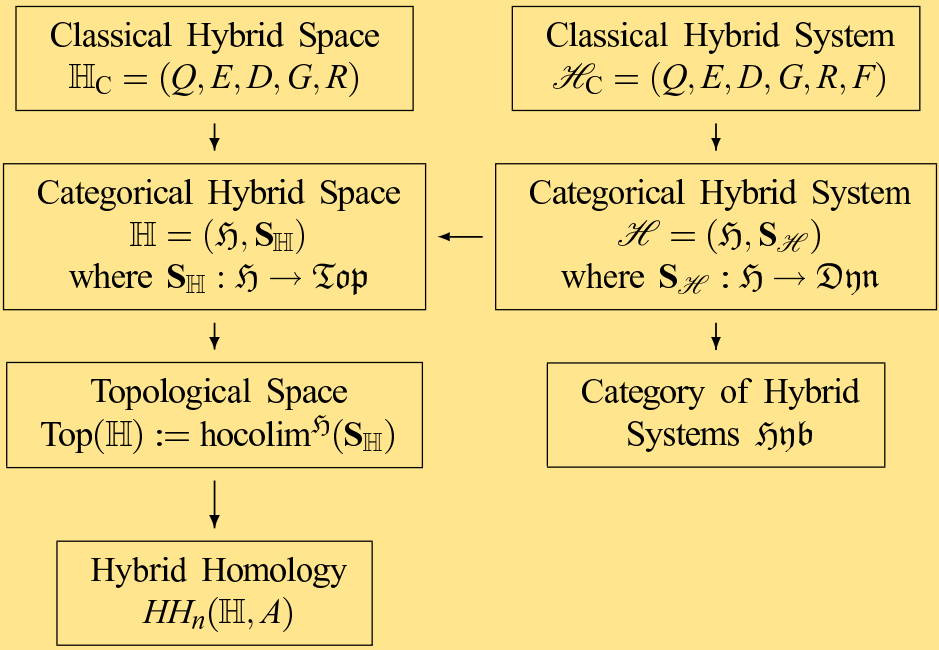 Classical Hybrid Space
ℍ_C = (Q, E, D, G, R)
Classical Hybrid System
ℋ_C = (Q, E, D, G, R, F)
Categorical Hybrid Space
ℍ = (ℌ, 𝐒_ℍ)
where 𝐒_ℍ : ℌ → 𝔗𝔬𝔭
Categorical Hybrid System
ℋ = (ℌ, 𝐒_ℋ)
where 𝐒_ℋ : ℌ → 𝔇𝔶𝔫
Topological Space
Top(ℍ) := hocolim^ℌ(𝐒_ℍ)
Category of Hybrid
Systems ℌ𝔶𝔟
Hybrid Homology
HH_n(ℍ, A)